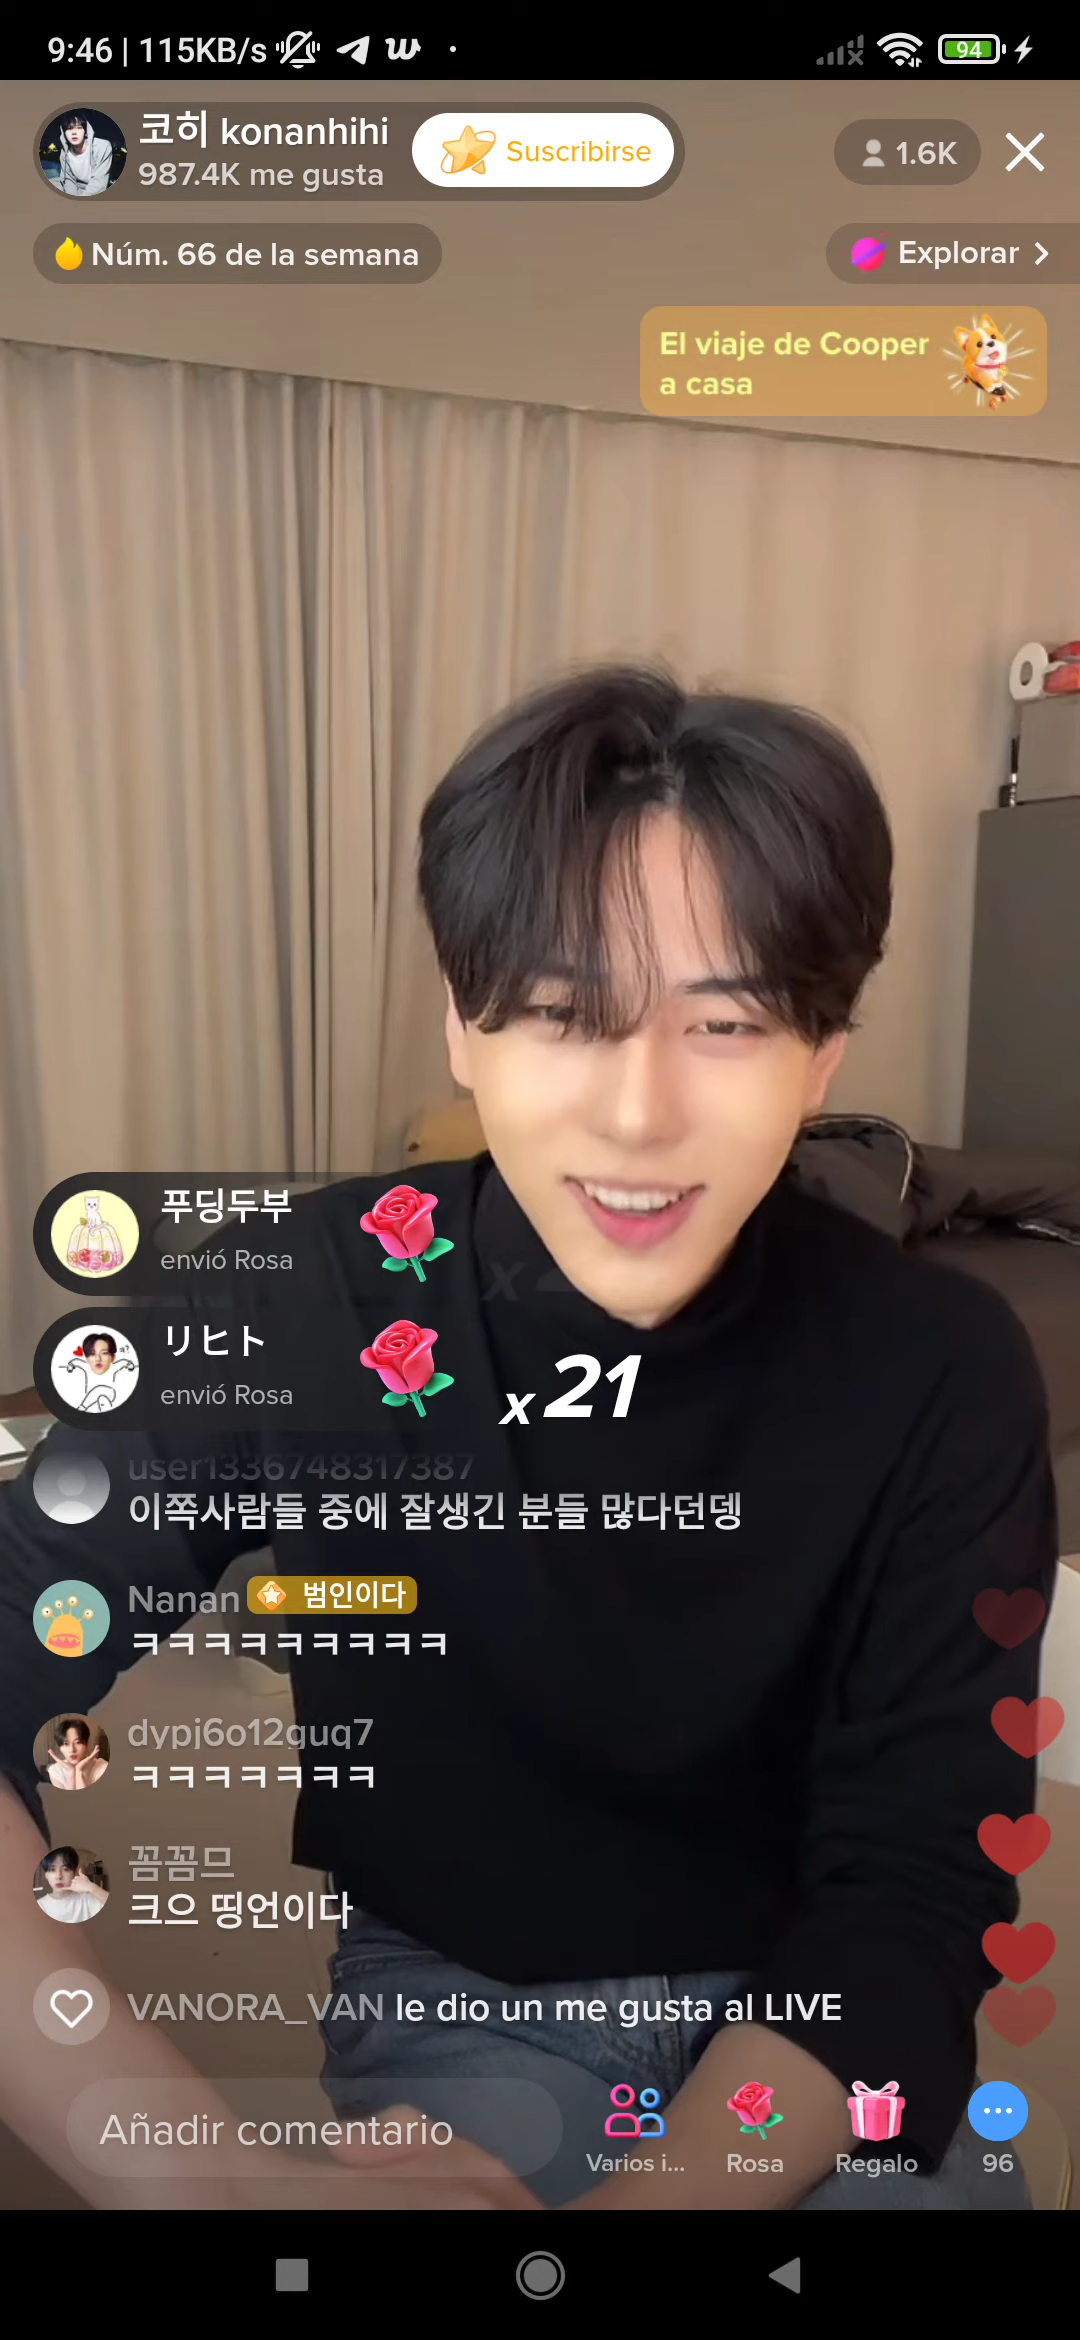 9:46 | 115KB/s
94
코히 konanhihi
987.4K me gusta
Suscribirse
1.6K
Núm. 66 de la semana
Explorar
El viaje de Cooper
a casa
푸딩두부
envió Rosa
リヒト
envió Rosa
x 21
user1336748317387
이쪽사람들 중에 잘생긴 분들 많다던뎅
Nanan 범인이다
ㅋㅋㅋㅋㅋㅋㅋㅋㅋ
dypj6o12guq7
ㅋㅋㅋㅋㅋㅋㅋ
꼼꼼므
크으 띵언이다
VANORA_VAN le dio un me gusta al LIVE
Añadir comentario
Varios i...
Rosa
Regalo
96